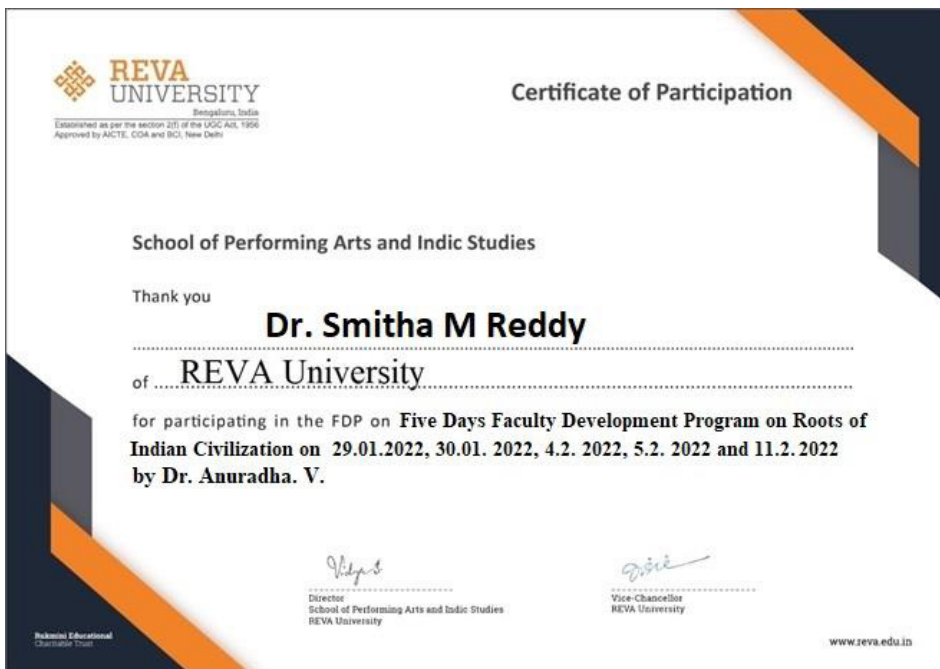 REVA
UNIVERSITY
Bengaluru, India
Established as per the section 2(f) of the UGC Act, 1956
Approved by AICTE, COA and BCI, New Delhi
Certificate of Participation
School of Performing Arts and Indic Studies
Thank you
Dr. Smitha M Reddy
of REVA University
for participating in the FDP on Five Days Faculty Development Program on Roots of
Indian Civilization on 29.01.2022, 30.01. 2022, 4.2. 2022, 5.2. 2022 and 11.2.2022
by Dr. Anuradha. V.
Director
School of Performing Arts and Indic Studies
REVA University
Vice-Chancellor
REVA University
Rukmini Educational
Charitable Trust
www.reva.edu.in